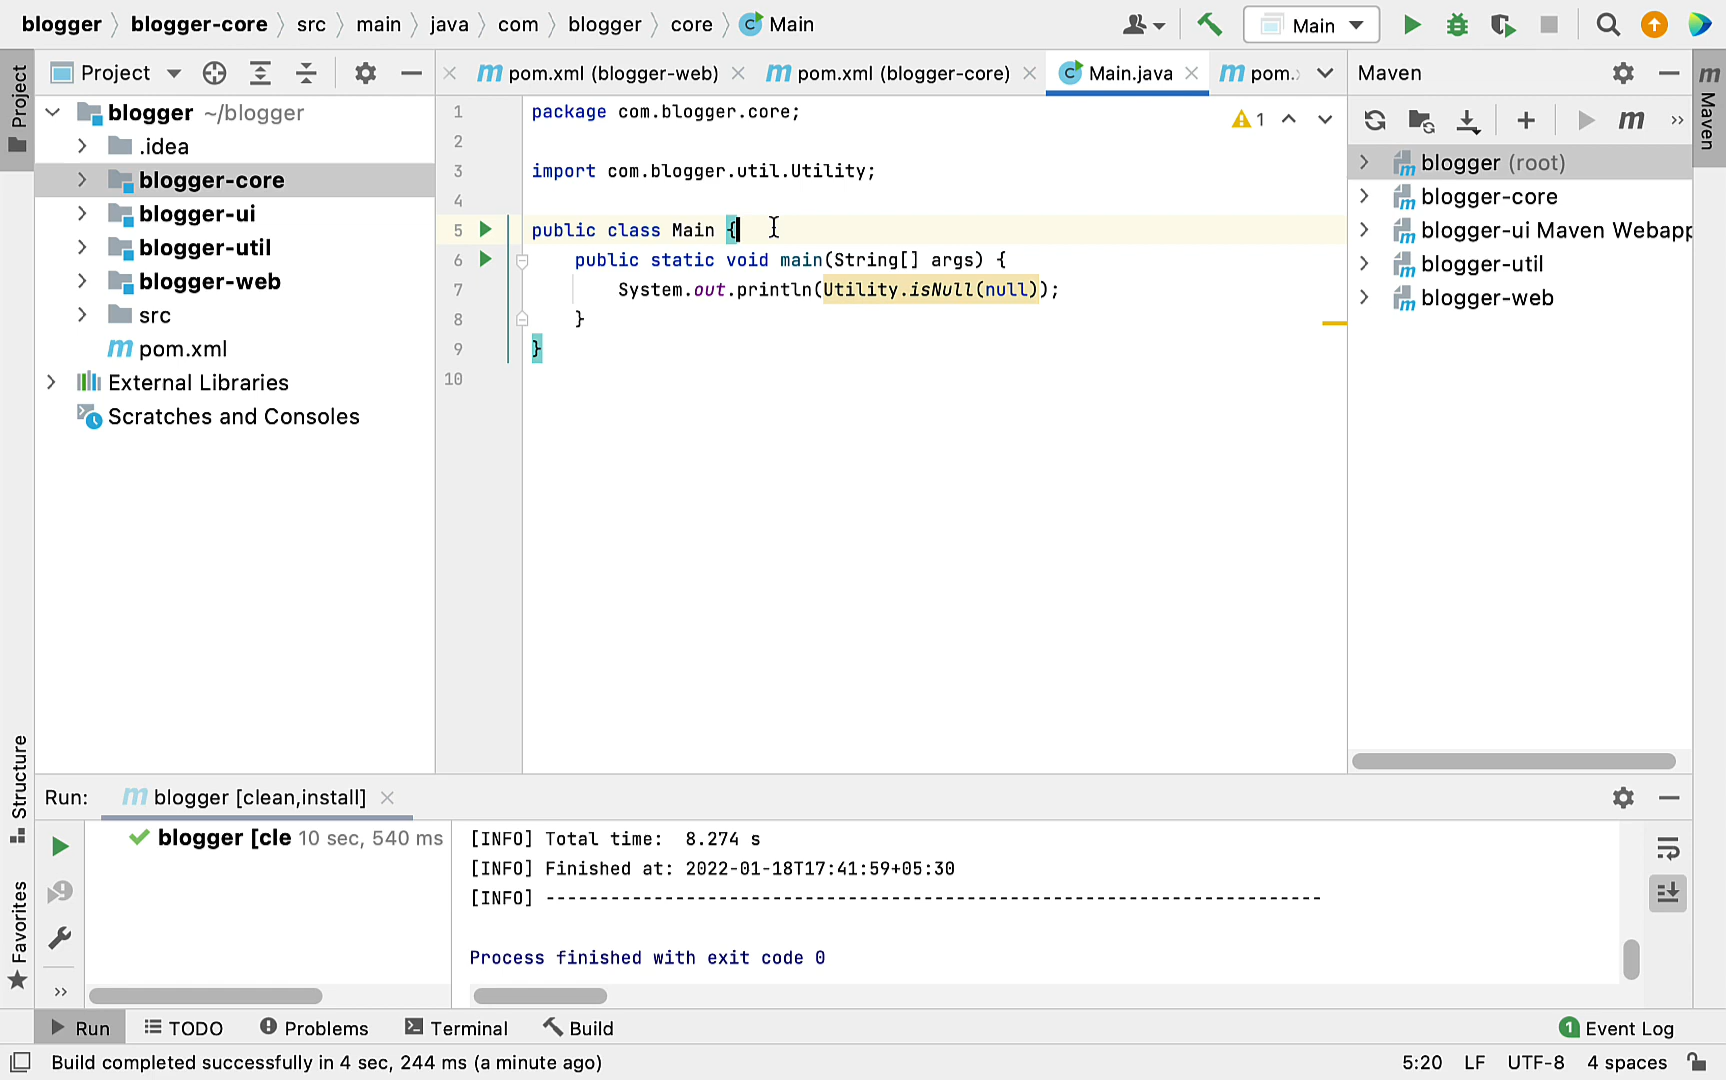 blogger blogger-core src main java com blogger core C Main
Main
Project
pom.xml (blogger-web)
pom.xml (blogger-core)
C Main.java
pom.
Maven
Project
Maven
blogger ~/blogger
.idea
blogger-core
blogger-ui
blogger-util
blogger-web
src
pom.xml
External Libraries
Scratches and Consoles
1 package com.blogger.core;
2
3 import com.blogger.util.Utility;
4
5 public class Main {
6 public static void main(String[] args) {
7 System.out.println(Utility.isNull(null));
8 }
9 }
10
1
blogger (root)
blogger-core
blogger-ui Maven Webapp
blogger-util
blogger-web
Structure
Favorites
Run: blogger [clean,install]
blogger [cle 10 sec, 540 ms
[INFO] Total time:  8.274 s
[INFO] Finished at: 2022-01-18T17:41:59+05:30
[INFO] ------------------------------------------------------------------------
Process finished with exit code 0
Run TODO Problems Terminal Build 1 Event Log
Build completed successfully in 4 sec, 244 ms (a minute ago) 5:20 LF UTF-8 4 spaces